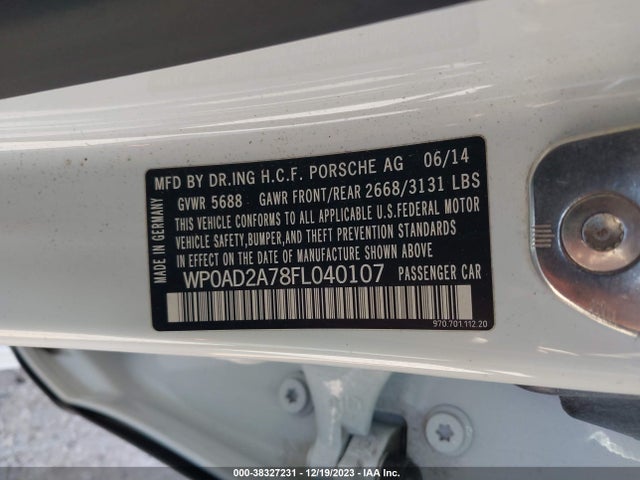 MFD BY DR.ING H.C.F. PORSCHE AG 06/14
GVWR 5688 GAWR FRONT/REAR 2668/3131 LBS
THIS VEHICLE CONFORMS TO ALL APPLICABLE U.S.FEDERAL MOTOR
VEHICLE SAFETY,BUMPER,AND THEFT PREVENTION STANDARDS
IN EFFECT ON THE DATE OF MANUFACTURE SHOWN ABOVE.
MADE IN GERMANY
WP0AD2A78FL040107 PASSENGER CAR
970.701.112.20
000-38327231 - 12/19/2023 - IAA Inc.